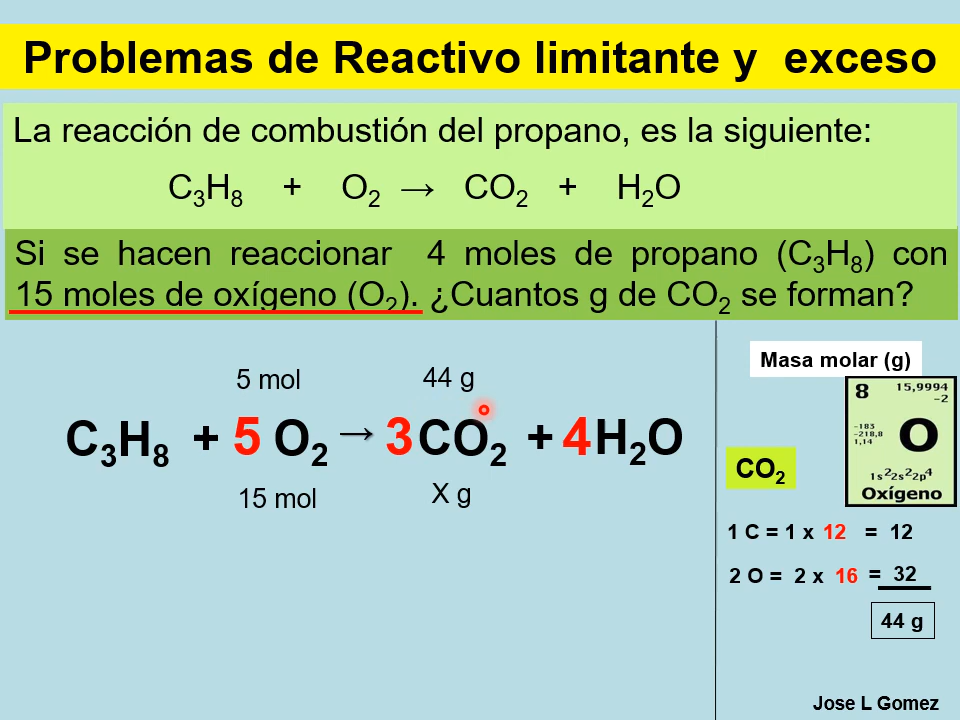 Problemas de Reactivo limitante y exceso
La reacción de combustión del propano, es la siguiente:
C₃H₈ + O₂ → CO₂ + H₂O
Si se hacen reaccionar 4 moles de propano (C₃H₈) con
15 moles de oxígeno (O₂). ¿Cuantos g de CO₂ se forman?
5 mol 44 g
C₃H₈ + 5 O₂ → 3 CO₂ + 4 H₂O
15 mol X g
Masa molar (g)
8 15,9994
-2
-183
-218,8
1,14
O
1s²2s²2p⁴
Oxígeno
CO₂
1 C = 1 x 12 = 12
2 O = 2 x 16 = 32
44 g
Jose L Gomez